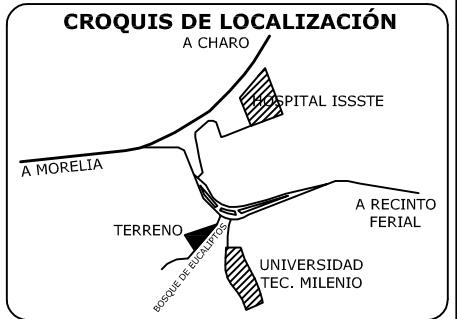 CROQUIS DE LOCALIZACIÓN
A CHARO
HOSPITAL ISSSTE
A MORELIA
A RECINTO
FERIAL
TERRENO
BOSQUE DE EUCALIPTOS
UNIVERSIDAD
TEC. MILENIO